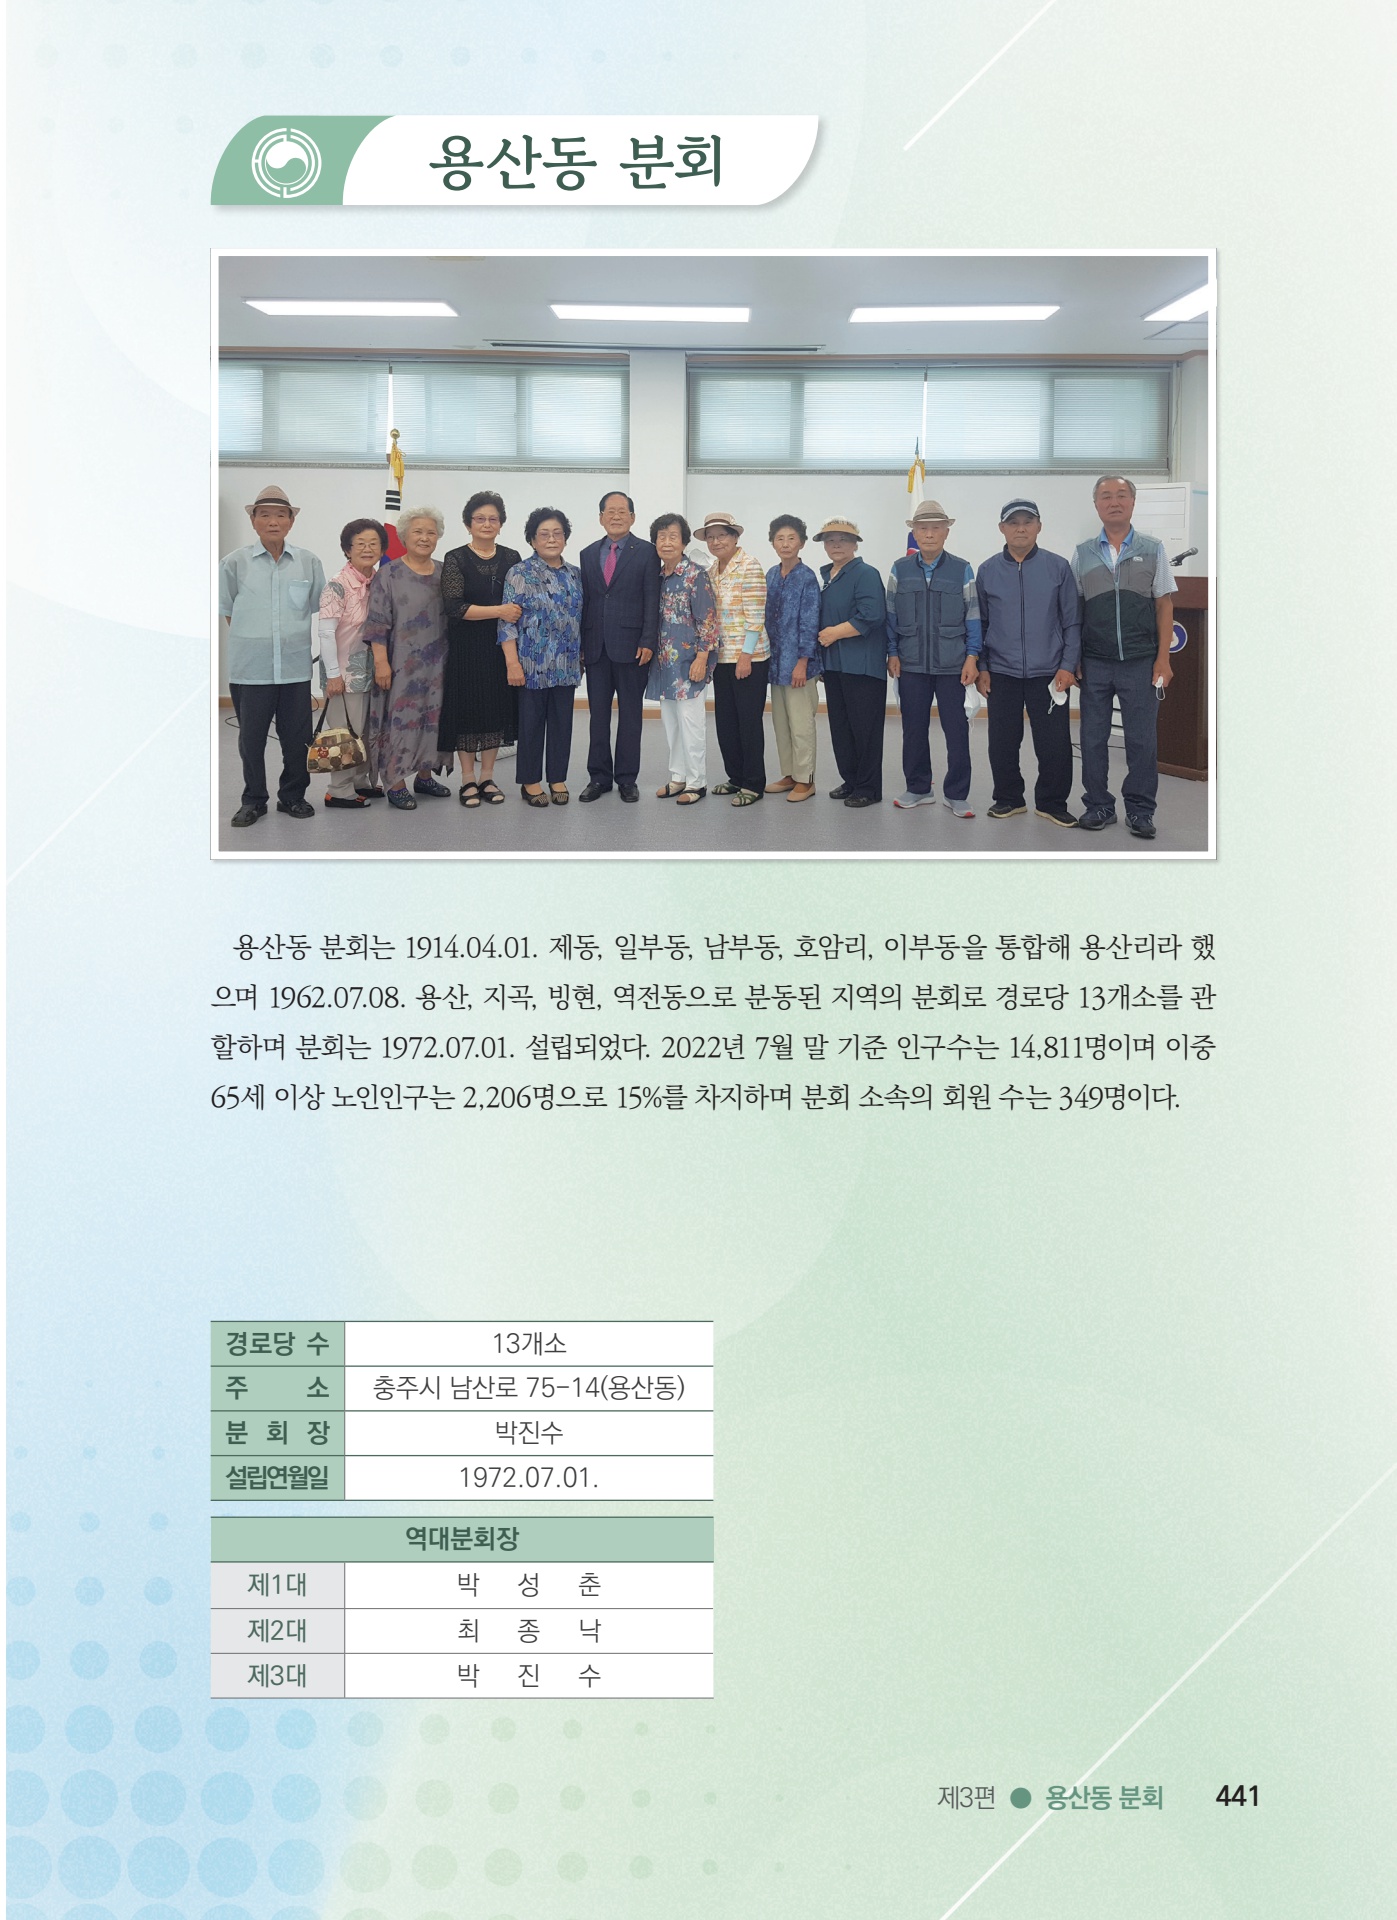 용산동 분회
용산동 분회는 1914.04.01. 제동, 일부동, 남부동, 호암리, 이부동을 통합해 용산리라 했
으며 1962.07.08. 용산, 지곡, 빙현, 역전동으로 분동된 지역의 분회로 경로당 13개소를 관
할하며 분회는 1972.07.01. 설립되었다. 2022년 7월 말 기준 인구수는 14,811명이며 이중
65세 이상 노인인구는 2,206명으로 15%를 차지하며 분회 소속의 회원 수는 349명이다.
경로당 수 13개소
주 소 충주시 남산로 75-14(용산동)
분 회 장 박진수
설립연월일 1972.07.01.
역대분회장
제1대 박 성 춘
제2대 최 종 낙
제3대 박 진 수
제3편 ● 용산동 분회 441